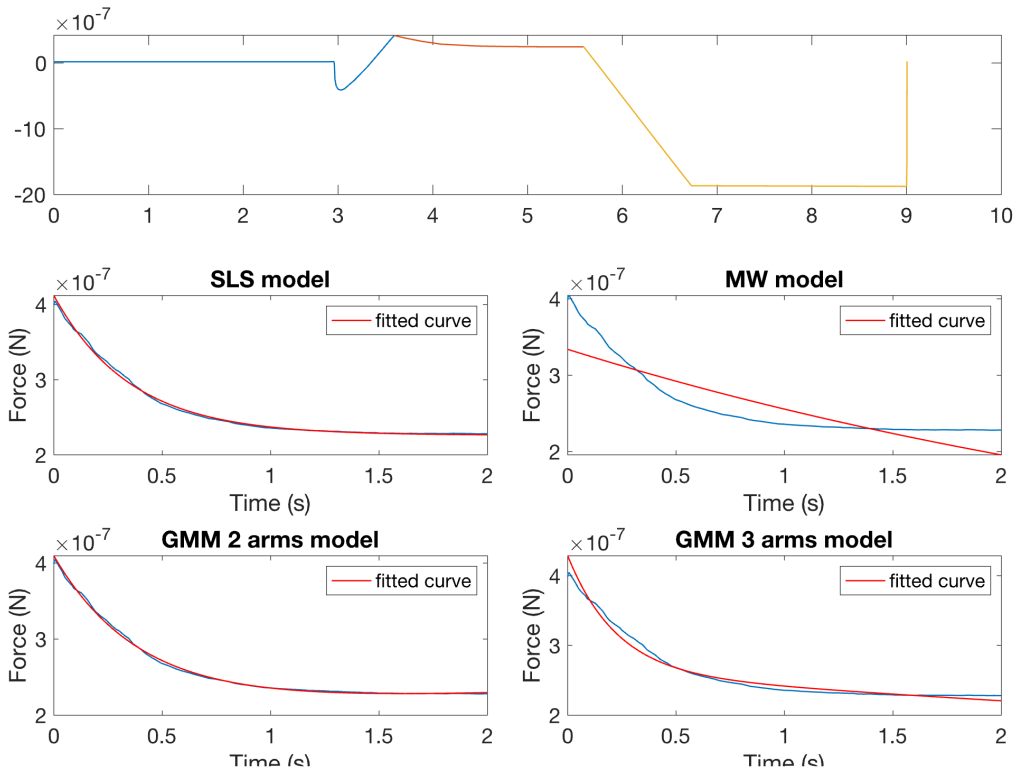 ×10⁻⁷
0
-10
-20
0 1 2 3 4 5 6 7 8 9 10
SLS model
×10⁻⁷
4
3
2
Force (N)
fitted curve
0 0.5 1 1.5 2
Time (s)
MW model
×10⁻⁷
4
3
2
Force (N)
fitted curve
0 0.5 1 1.5 2
Time (s)
GMM 2 arms model
×10⁻⁷
4
3
2
Force (N)
fitted curve
0 0.5 1 1.5 2
Time (s)
GMM 3 arms model
×10⁻⁷
4
3
2
Force (N)
fitted curve
0 0.5 1 1.5 2
Time (s)